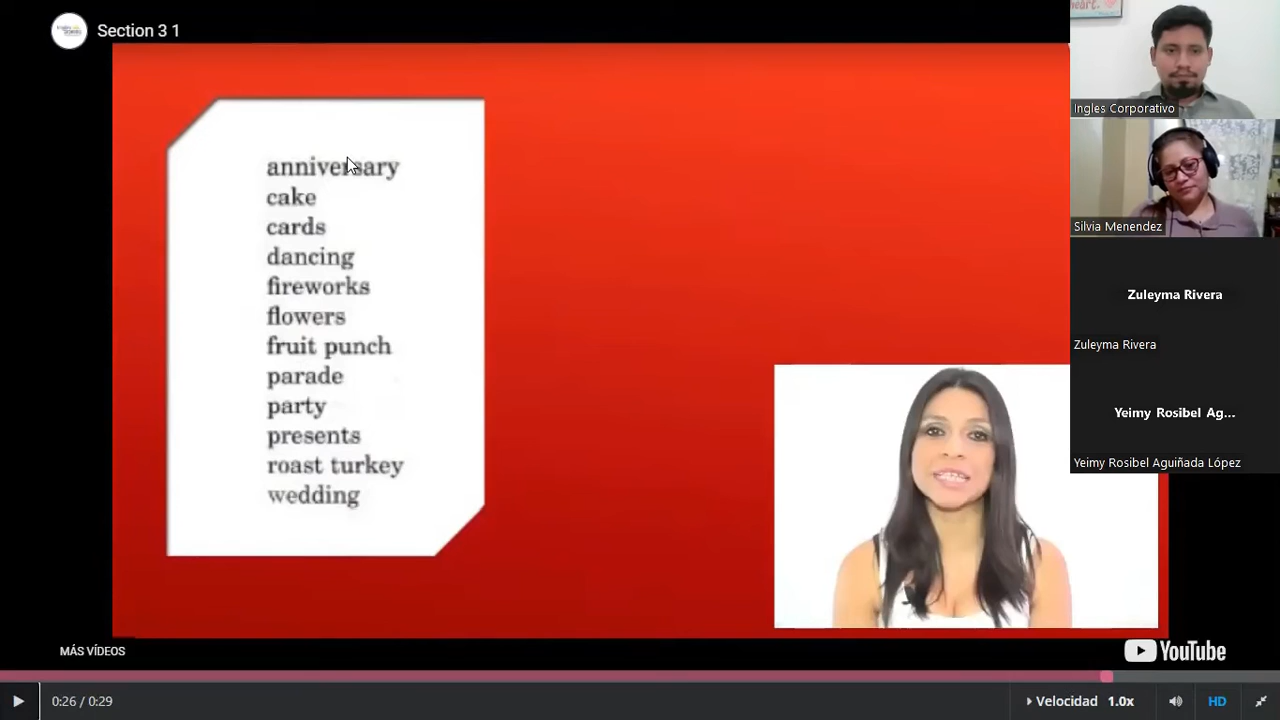 Section 3 1
anniversary
cake
cards
dancing
fireworks
flowers
fruit punch
parade
party
presents
roast turkey
wedding
heart.
Ingles Corporativo
Silvia Menendez
Zuleyma Rivera
Zuleyma Rivera
Yeimy Rosibel Ag...
Yeimy Rosibel Aguiñada López
MÁS VÍDEOS
YouTube
0:26 / 0:29
Velocidad 1.0x
HD